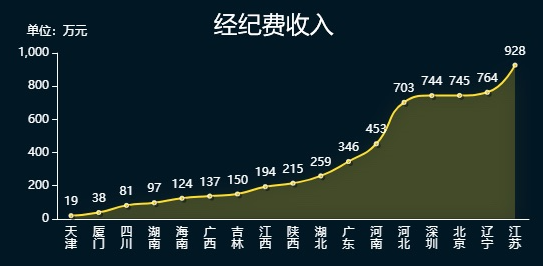 经纪费收入
单位：万元
1,000
800
600
400
200
0
19 38 81 97 124 137 150 194 215 259 346 453 703 744 745 764 928
天津 厦门 四川 湖南 海南 广西 吉林 江西 陕西 湖北 广东 河南 河北 深圳 北京 辽宁 江苏